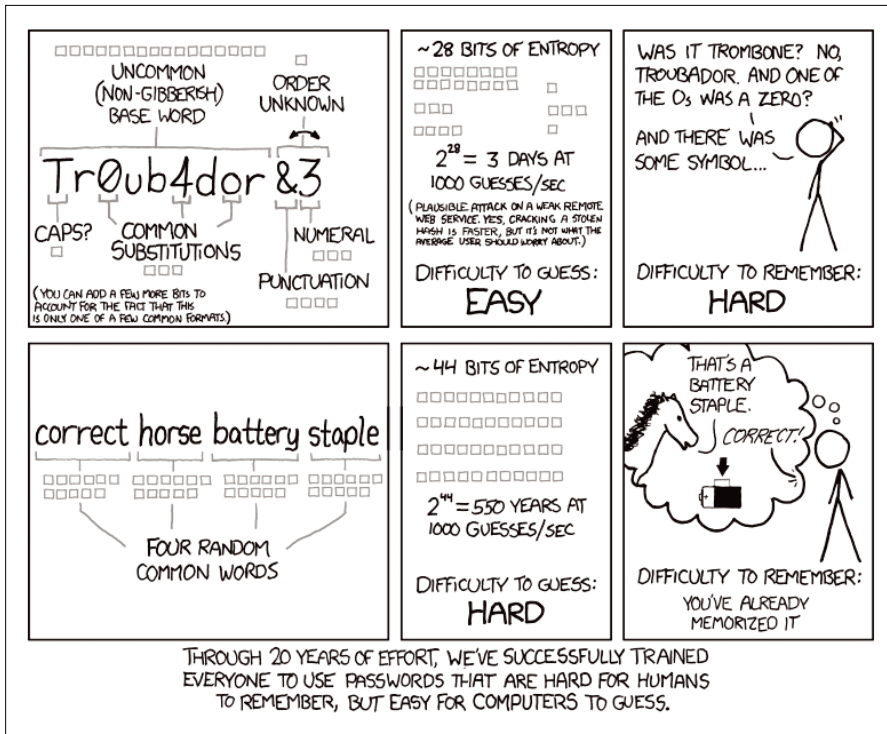 UNCOMMON
(NON-GIBBERISH)
BASE WORD
ORDER
UNKNOWN
Tr0ub4dor &3
CAPS?
COMMON
SUBSTITUTIONS
NUMERAL
PUNCTUATION
(YOU CAN ADD A FEW MORE BITS TO
ACCOUNT FOR THE FACT THAT THIS
IS ONLY ONE OF A FEW COMMON FORMATS.)
~28 BITS OF ENTROPY
2^28 = 3 DAYS AT
1000 GUESSES/SEC
(PLAUSIBLE ATTACK ON A WEAK REMOTE
WEB SERVICE. YES, CRACKING A STOLEN
HASH IS FASTER, BUT IT'S NOT WHAT THE
AVERAGE USER SHOULD WORRY ABOUT.)
DIFFICULTY TO GUESS:
EASY
WAS IT TROMBONE? NO,
TROUBADOR. AND ONE OF
THE Os WAS A ZERO?
AND THERE WAS
SOME SYMBOL...
DIFFICULTY TO REMEMBER:
HARD
correct horse battery staple
FOUR RANDOM
COMMON WORDS
~44 BITS OF ENTROPY
2^44 = 550 YEARS AT
1000 GUESSES/SEC
DIFFICULTY TO GUESS:
HARD
THAT'S A
BATTERY
STAPLE.
CORRECT!
DIFFICULTY TO REMEMBER:
YOU'VE ALREADY
MEMORIZED IT
THROUGH 20 YEARS OF EFFORT, WE'VE SUCCESSFULLY TRAINED
EVERYONE TO USE PASSWORDS THAT ARE HARD FOR HUMANS
TO REMEMBER, BUT EASY FOR COMPUTERS TO GUESS.